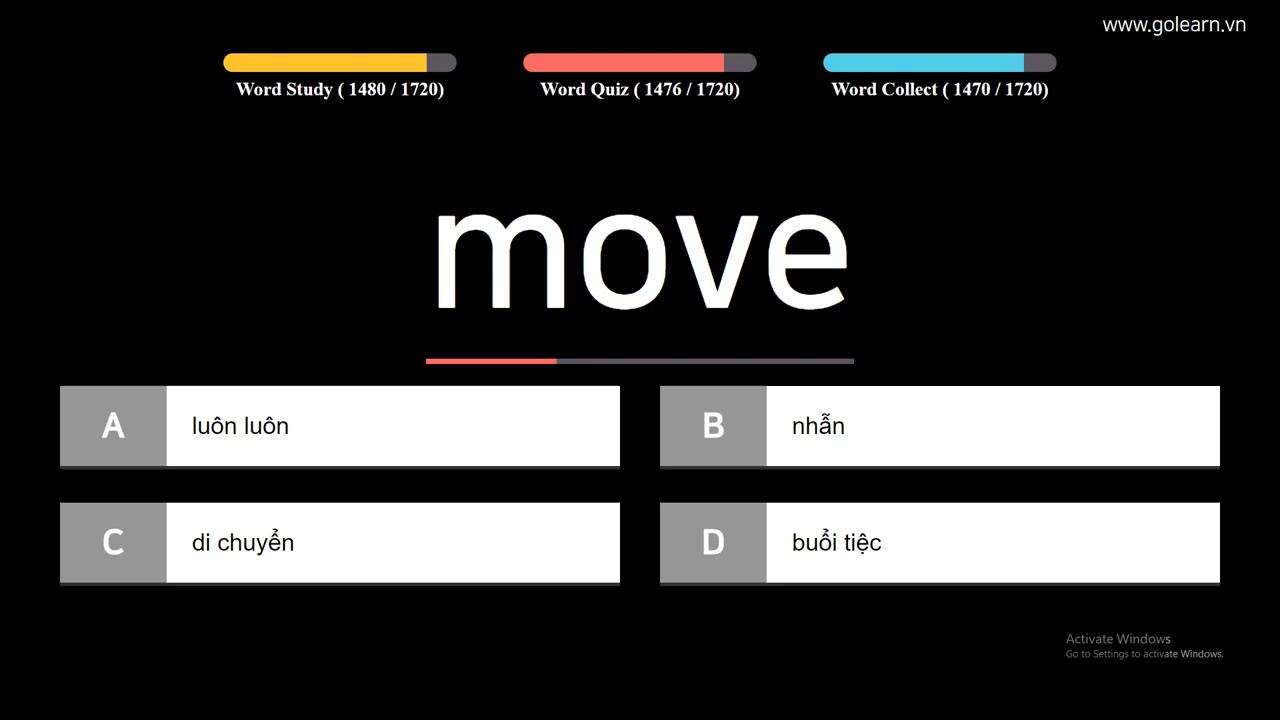 www.golearn.vn
Word Study ( 1480 / 1720)
Word Quiz ( 1476 / 1720)
Word Collect ( 1470 / 1720)
move
A luôn luôn
B nhẫn
C di chuyển
D buổi tiệc
Activate Windows
Go to Settings to activate Windows.